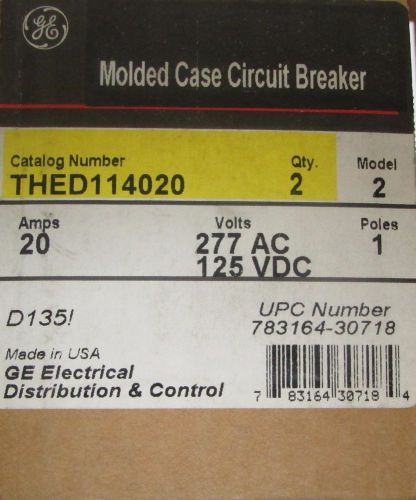 GE
Molded Case Circuit Breaker
Catalog Number Qty. Model
THED114020 2 2
Amps Volts Poles
20 277 AC 1
125 VDC
D135! UPC Number
783164-30718
Made in USA
GE Electrical
Distribution & Control
7 83164 30718 4